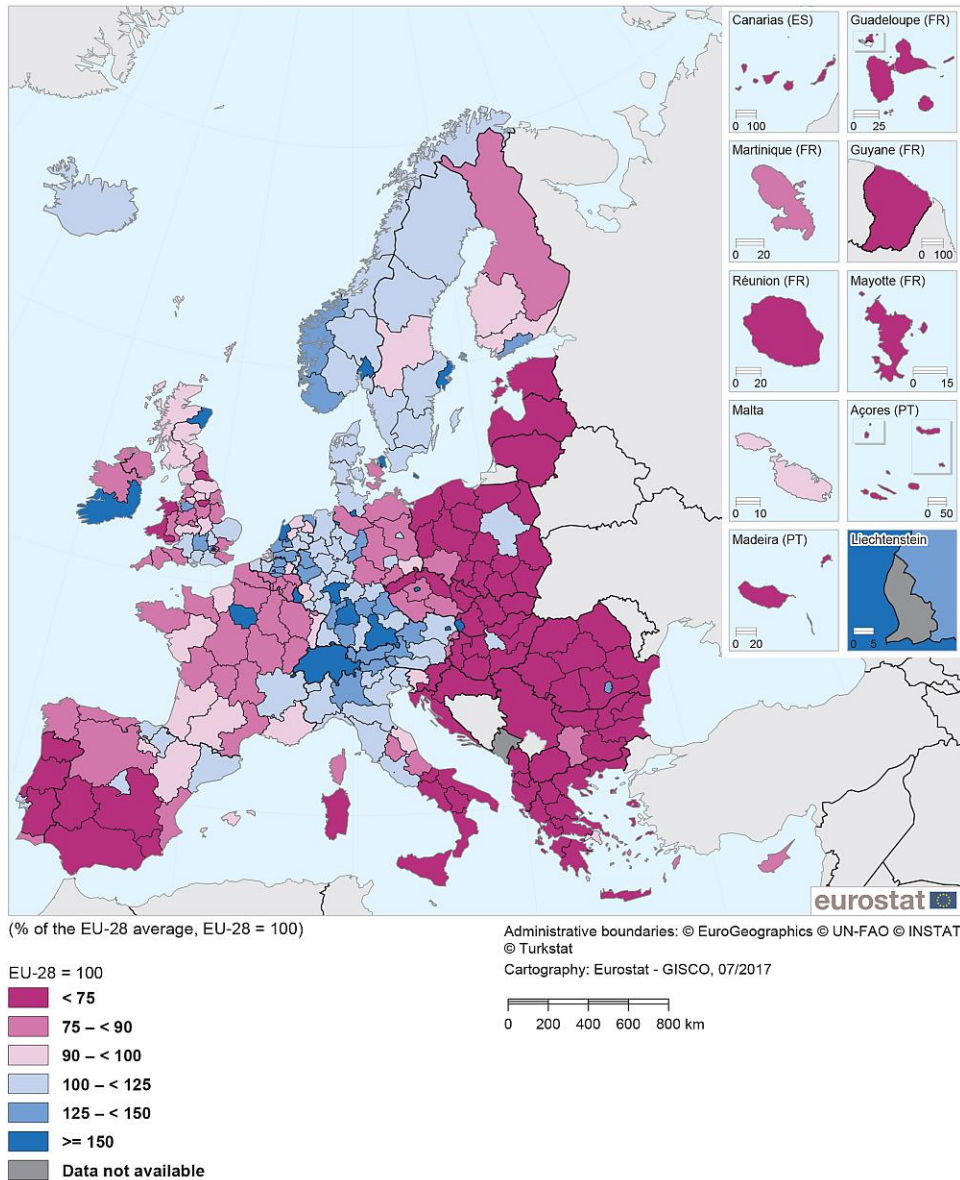 Canarias (ES)
0 100
Guadeloupe (FR)
0 25
Martinique (FR)
0 20
Guyane (FR)
0 100
Réunion (FR)
0 20
Mayotte (FR)
0 15
Malta
0 10
Açores (PT)
0 50
Madeira (PT)
0 20
Liechtenstein
0 5
eurostat
(% of the EU-28 average, EU-28 = 100)
Administrative boundaries: © EuroGeographics © UN-FAO © INSTAT
© Turkstat
Cartography: Eurostat - GISCO, 07/2017
EU-28 = 100
< 75
75 – < 90
90 – < 100
100 – < 125
125 – < 150
>= 150
Data not available
0 200 400 600 800 km